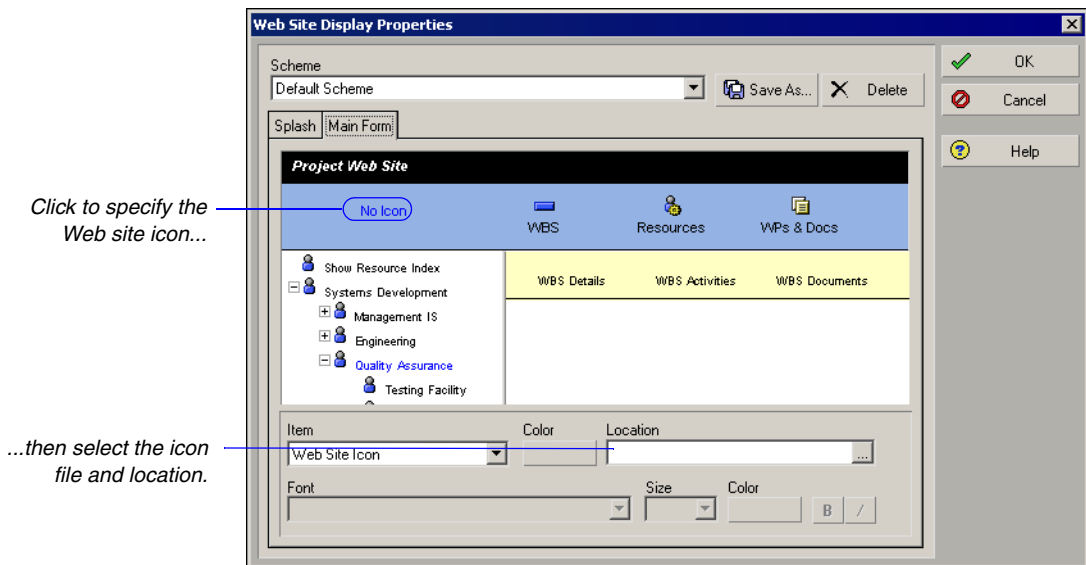 Web Site Display Properties
Scheme
Default Scheme
Save As...
Delete
OK
Cancel
Help
Splash
Main Form
Project Web Site
Click to specify the
Web site icon...
No Icon
WBS
Resources
WPs & Docs
Show Resource Index
Systems Development
Management IS
Engineering
Quality Assurance
Testing Facility
WBS Details
WBS Activities
WBS Documents
...then select the icon
file and location.
Item
Color
Location
Web Site Icon
...
Font
Size
Color
B
I